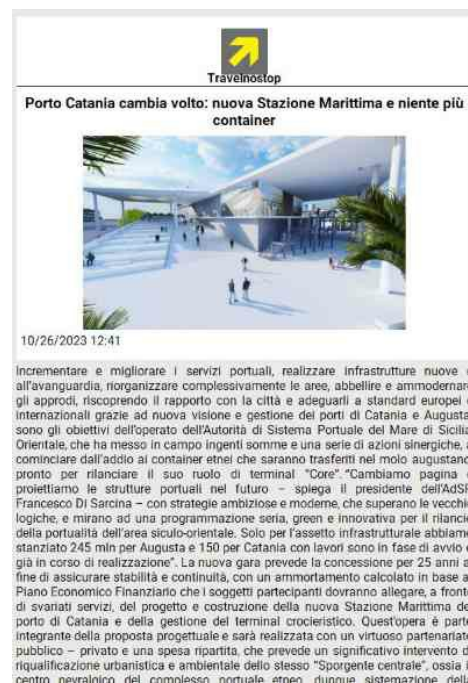 Travelnostop
Porto Catania cambia volto: nuova Stazione Marittima e niente più
container
10/26/2023 12:41
Incrementare e migliorare i servizi portuali, realizzare infrastrutture nuove
all'avanguardia, riorganizzare complessivamente le aree, abbellire e ammodernare
gli approdi, riscoprendo il rapporto con la città e adeguarli a standard europei
internazionali grazie ad nuova visione e gestione dei porti di Catania e Augusta
sono gli obiettivi dell'operato dell'Autorità di Sistema Portuale del Mare di Sicilia
Orientale, che ha messo in campo ingenti somme e una serie di azioni sinergiche, a
cominciare dall'addio ai container etnei che saranno trasferiti nel molo augustano
pronto per rilanciare il suo ruolo di terminal "Core". "Cambiamo pagina e
proiettiamo le strutture portuali nel futuro – spiega il presidente dell'AdSP
Francesco Di Sarcina – con strategie ambiziose e moderne, che superano le vecchie
logiche, e mirano ad una programmazione seria, green e innovativa per il rilancio
della portualità dell'area siculo-orientale. Solo per l'assetto infrastrutturale abbiamo
stanziato 245 mln per Augusta e 150 per Catania con lavori sono in fase di avvio o
già in corso di realizzazione". La nuova gara prevede la concessione per 25 anni al
fine di assicurare stabilità e continuità, con un ammortamento calcolato in base al
Piano Economico Finanziario che i soggetti partecipanti dovranno allegare, a fronte
di svariati servizi, del progetto e costruzione della nuova Stazione Marittima del
porto di Catania e della gestione del terminal crocieristico. Quest'opera è parte
integrante della proposta progettuale e sarà realizzata con un virtuoso partenariato
pubblico – privato e una spesa ripartita, che prevede un significativo intervento di
riqualificazione urbanistica e ambientale dello stesso "Sporgente centrale", ossia il
centro nevralgico del complesso portuale etneo, dunque sistemazione della